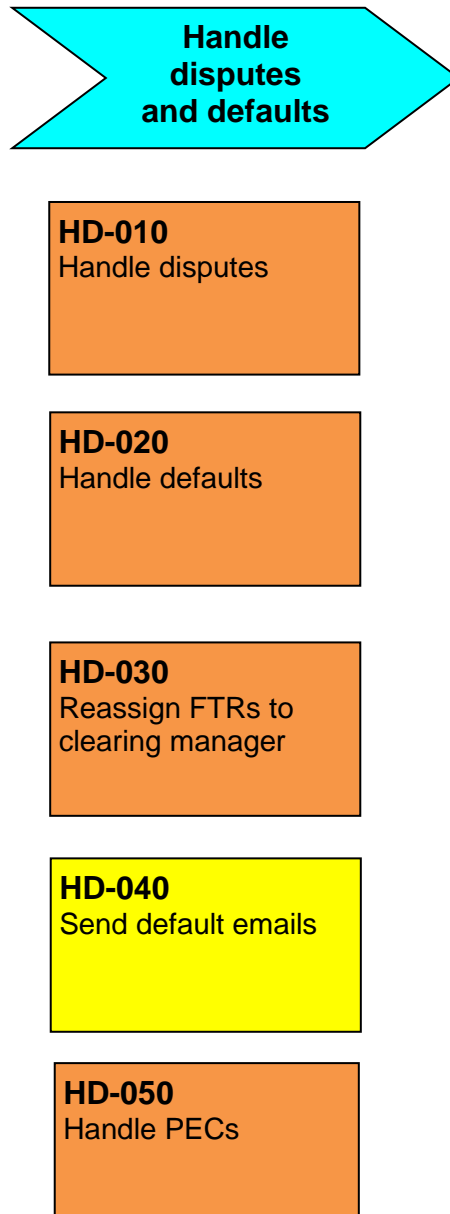 Handle
disputes
and defaults
HD-010
Handle disputes
HD-020
Handle defaults
HD-030
Reassign FTRs to
clearing manager
HD-040
Send default emails
HD-050
Handle PECs